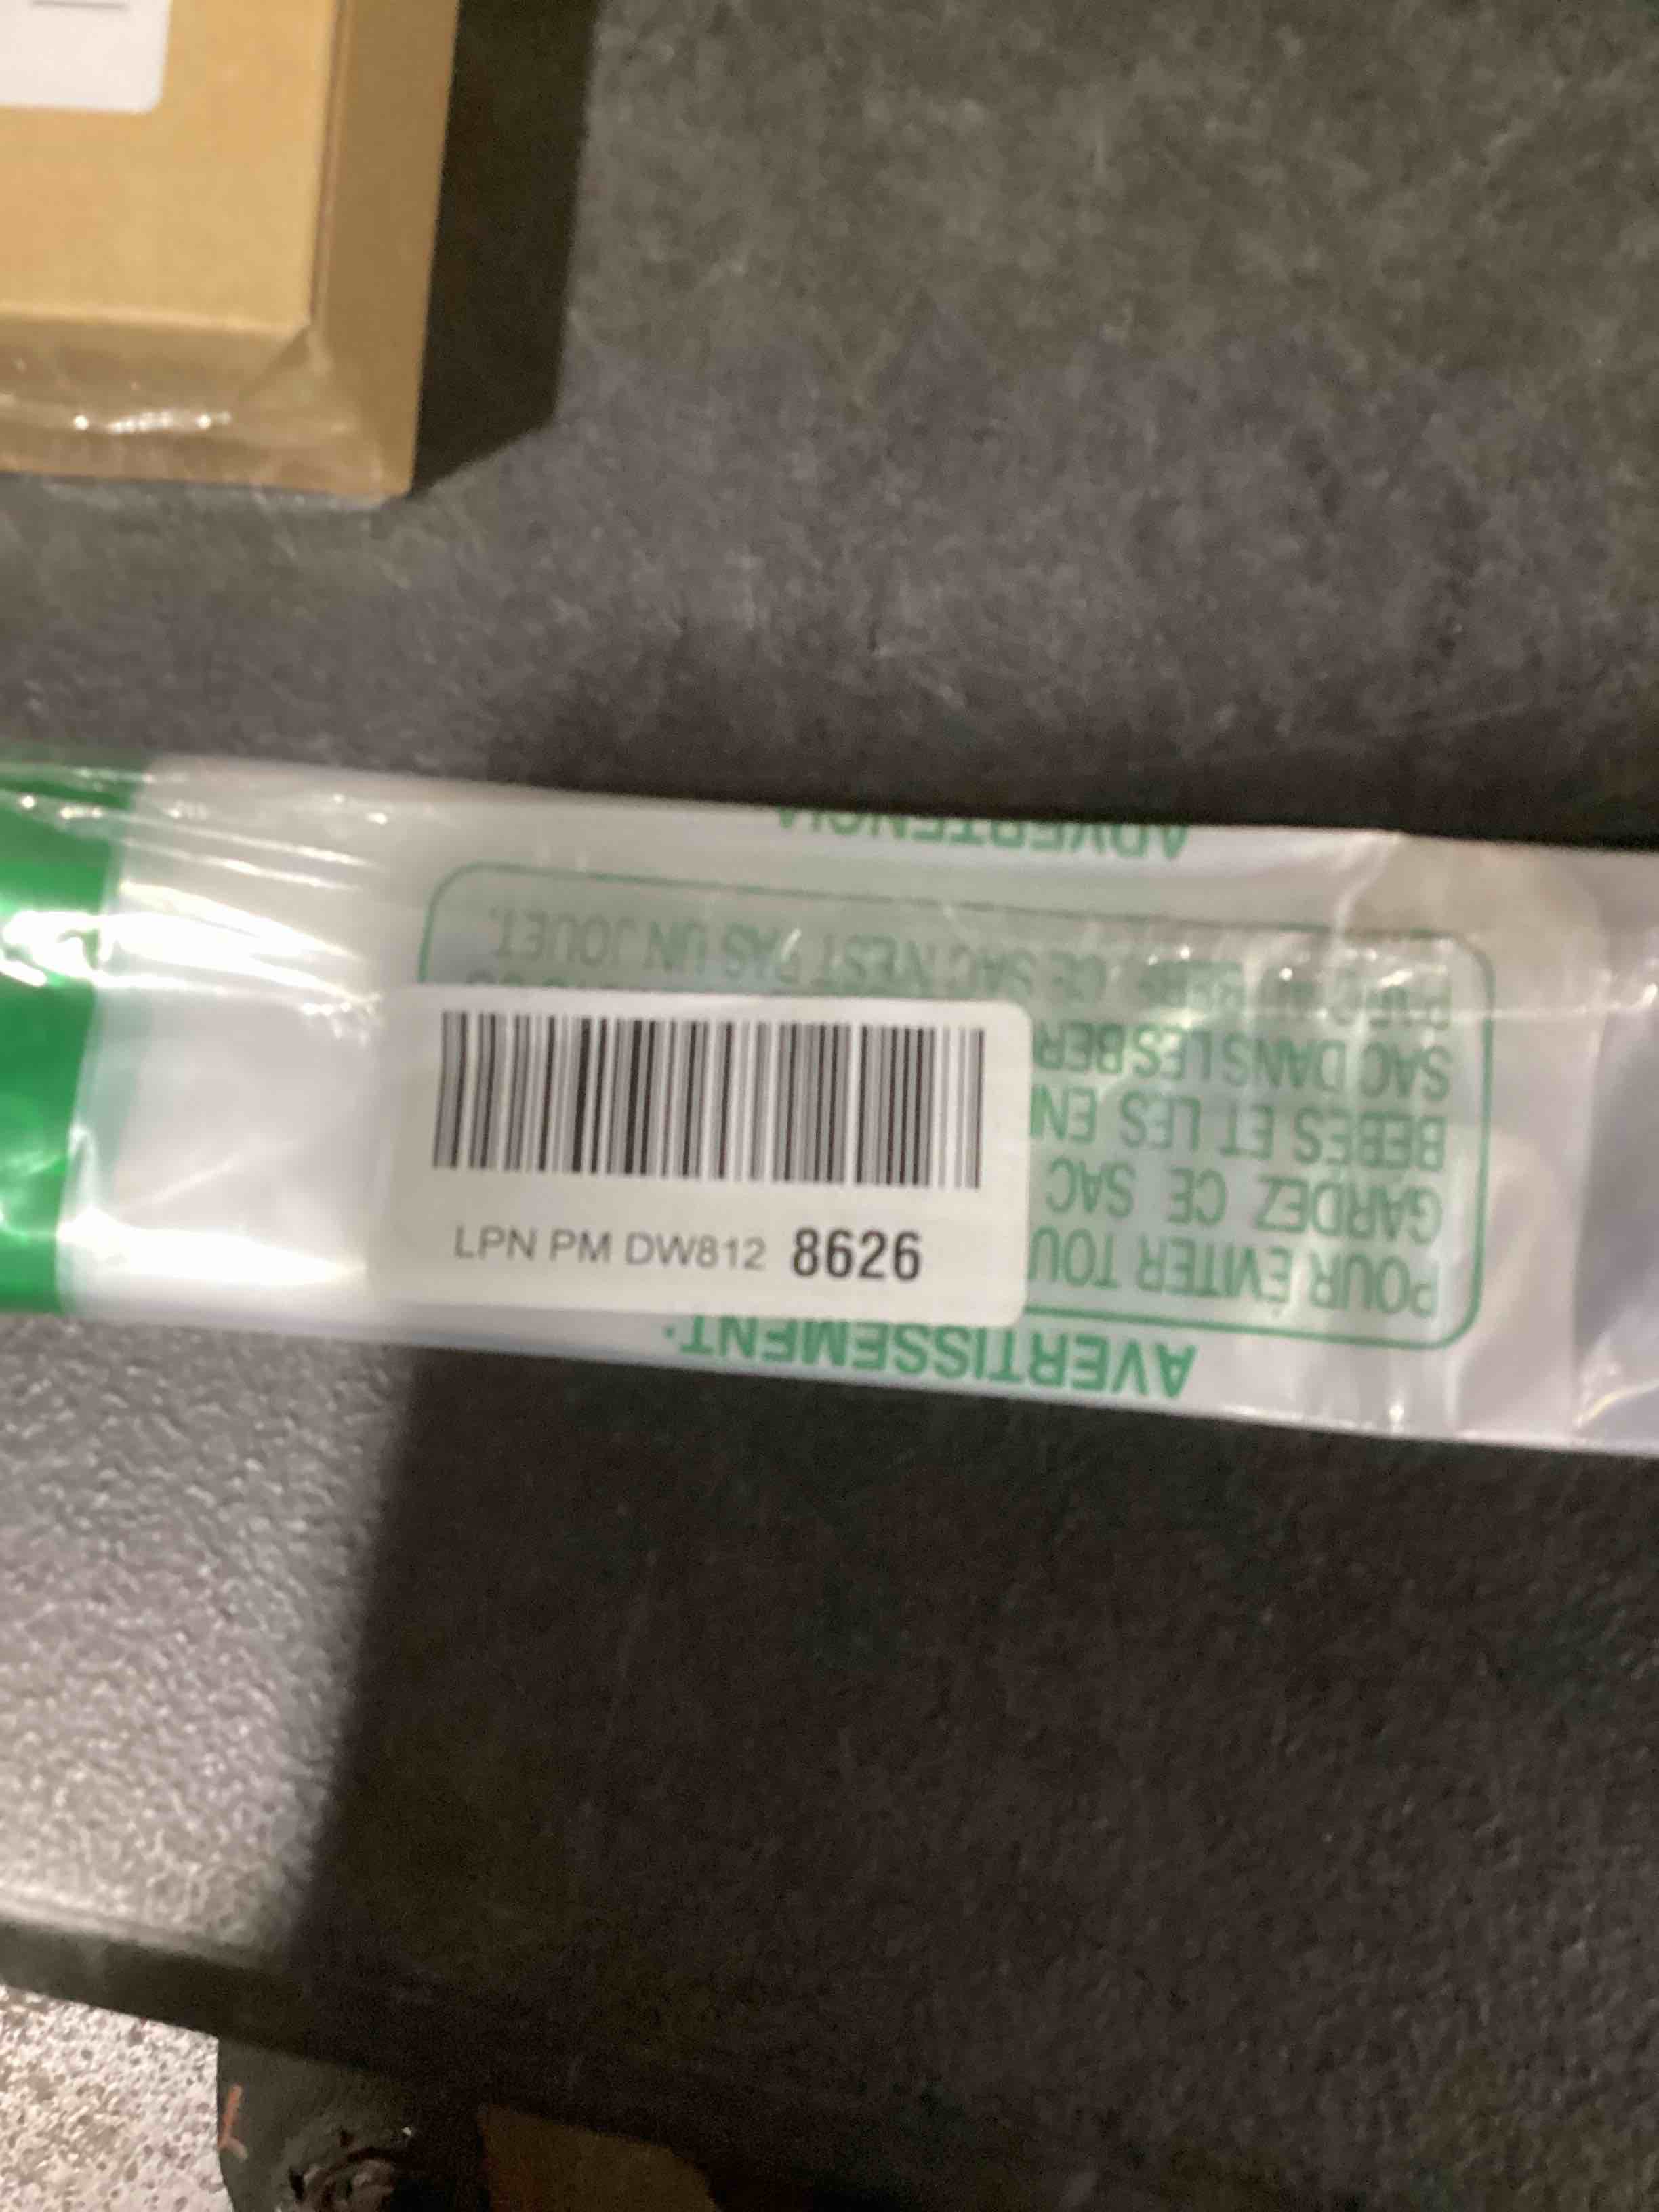 LPN PM DW812 8626
AVERTISSEMENT:
POUR ÉVITER TOU
GARDEZ CE SAC
BEBES ET LES EN
SAC DANS LES BER
CE SAC N'EST PAS UN JOUET.
ADVERTENCIA